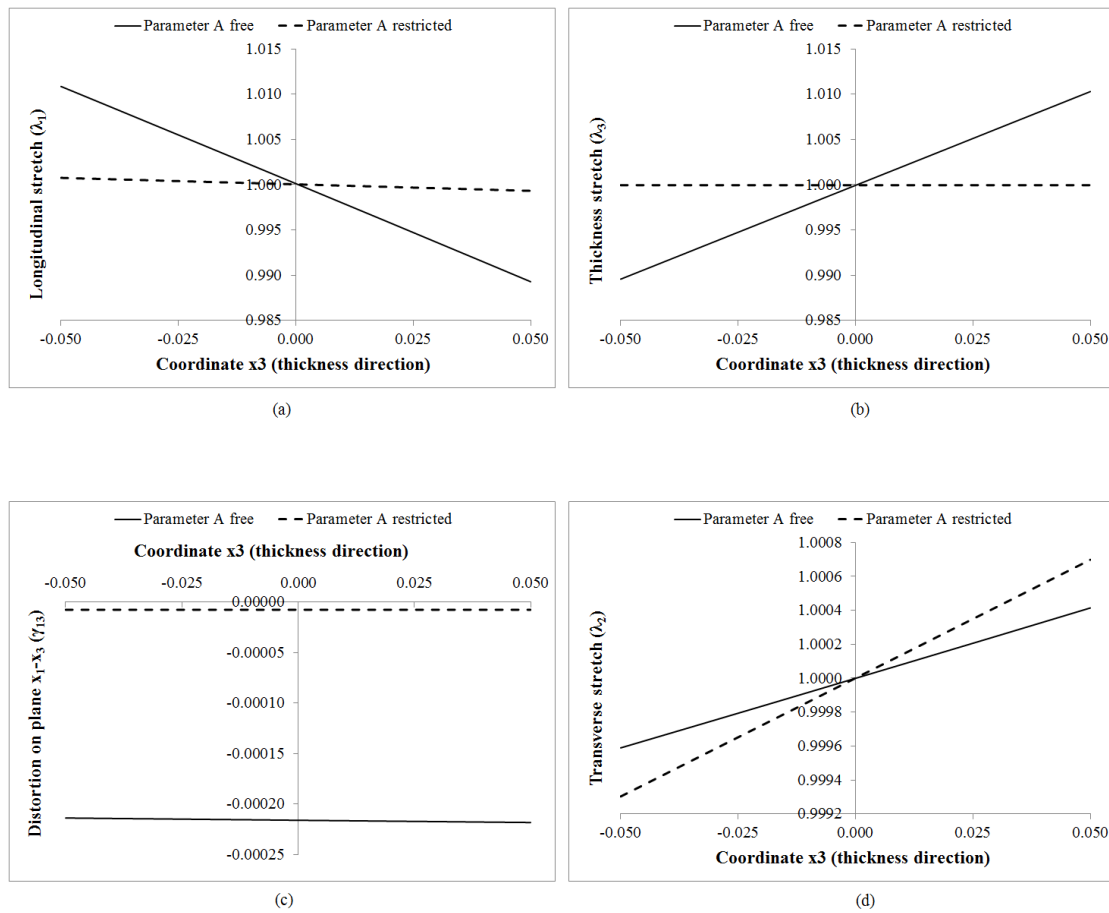 Parameter A free Parameter A restricted
1.015
1.010
1.005
1.000
0.995
0.990
0.985
-0.050 -0.025 0.000 0.025 0.050
Longitudinal stretch (λ1)
Coordinate x3 (thickness direction)
(a)
Parameter A free Parameter A restricted
1.015
1.010
1.005
1.000
0.995
0.990
0.985
-0.050 -0.025 0.000 0.025 0.050
Thickness stretch (λ3)
Coordinate x3 (thickness direction)
(b)
Parameter A free Parameter A restricted
Coordinate x3 (thickness direction)
-0.050 -0.025 0.000 0.025 0.050
0.00000
-0.00005
-0.00010
-0.00015
-0.00020
-0.00025
Distortion on plane x1-x3 (γ13)
(c)
Parameter A free Parameter A restricted
1.0008
1.0006
1.0004
1.0002
1.0000
0.9998
0.9996
0.9994
0.9992
-0.050 -0.025 0.000 0.025 0.050
Transverse stretch (λ2)
Coordinate x3 (thickness direction)
(d)